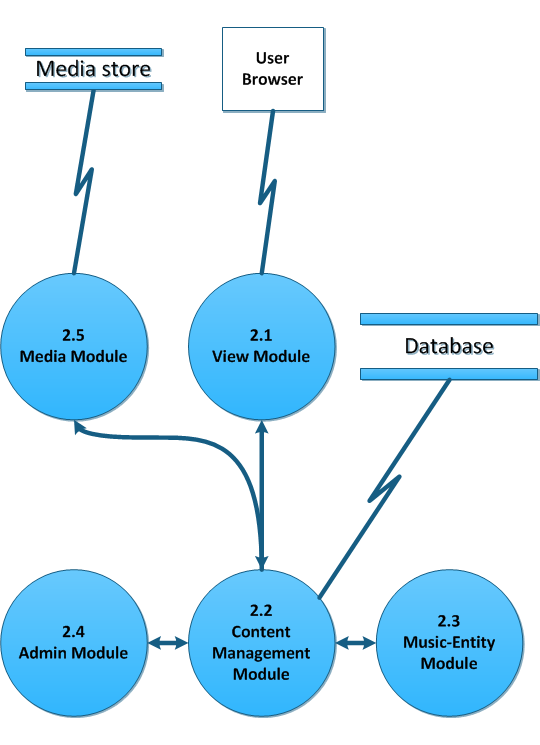 Media store
User
Browser
2.5
Media Module
2.1
View Module
Database
2.4
Admin Module
2.2
Content
Management
Module
2.3
Music-Entity
Module